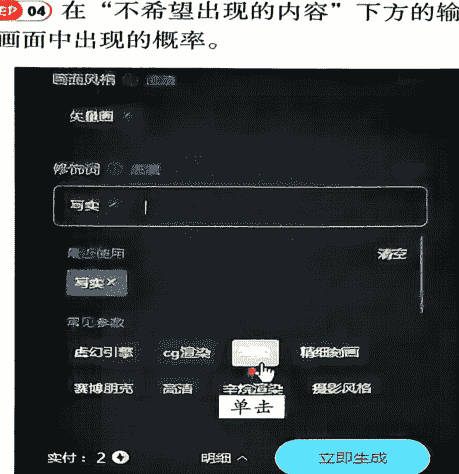 STEP 04 在“不希望出现的内容”下方的输
画面中出现的概率。
画面风格
矢量画
修饰词
写实 ×
最近使用 清空
写实×
常见参数
虚幻引擎 cg渲染 精细刻画
赛博朋克 高清 辛烷渲染 摄影风格
单击
实付：2 明细 立即生成